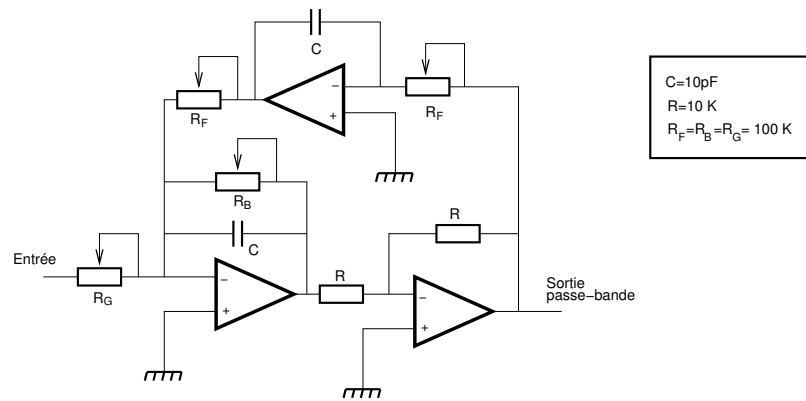 C
C=10pF
R=10 K
R_F=R_B=R_G= 100 K
−
+
R_F
R_F
R_B
C
R
Entrée
R_G
−
+
R
−
+
Sortie
passe−bande